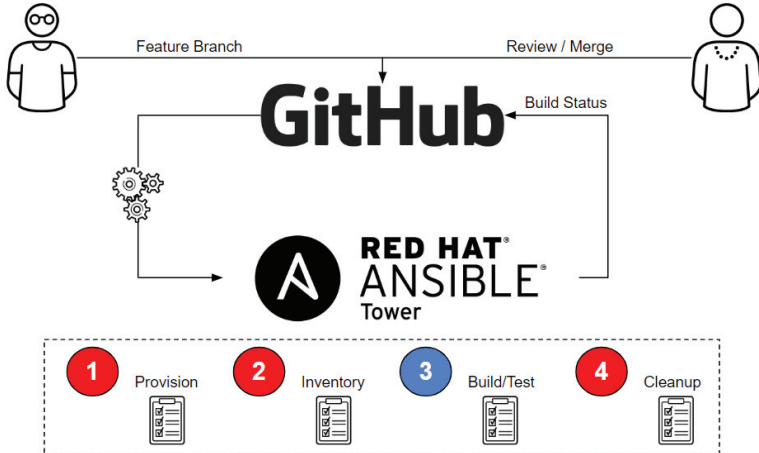 Feature Branch
Review / Merge
GitHub
Build Status
RED HAT®
ANSIBLE®
Tower
1
Provision
2
Inventory
3
Build/Test
4
Cleanup